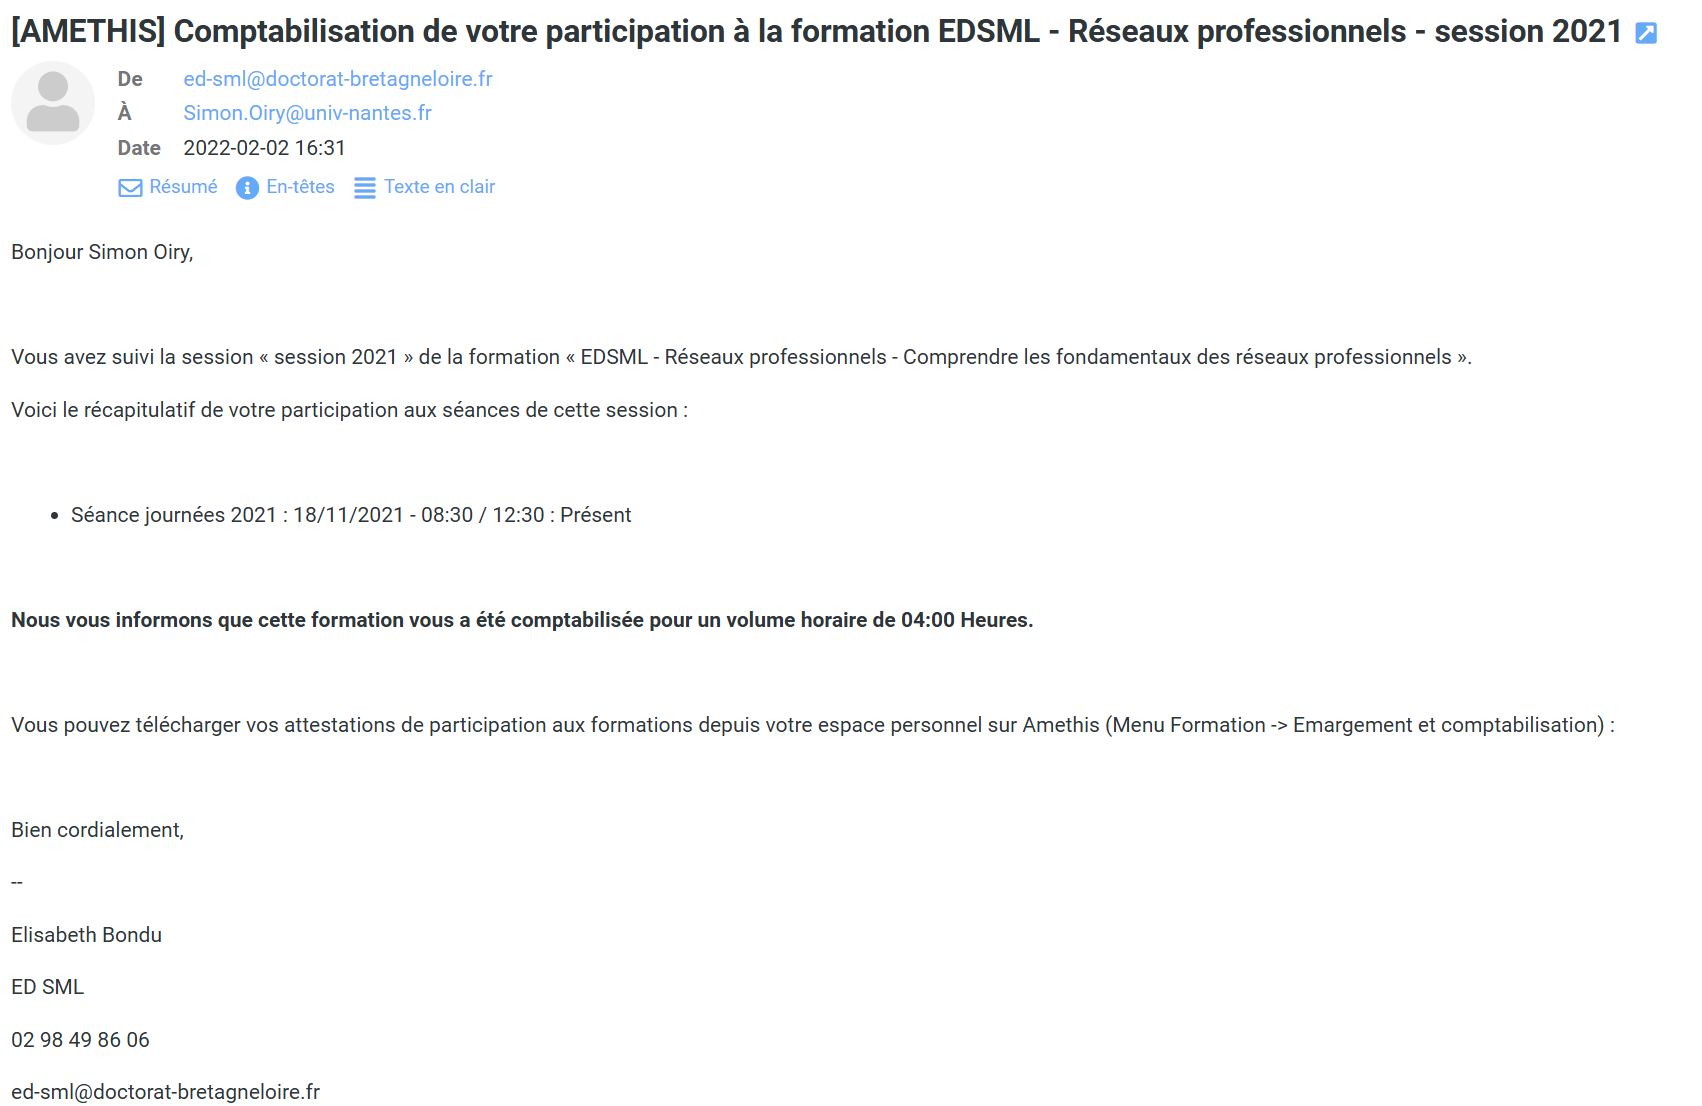 [AMETHIS] Comptabilisation de votre participation à la formation EDSML - Réseaux professionnels - session 2021
De ed-sml@doctorat-bretagneloire.fr
À Simon.Oiry@univ-nantes.fr
Date 2022-02-02 16:31
Résumé En-têtes Texte en clair
Bonjour Simon Oiry,
Vous avez suivi la session « session 2021 » de la formation « EDSML - Réseaux professionnels - Comprendre les fondamentaux des réseaux professionnels ».
Voici le récapitulatif de votre participation aux séances de cette session :
• Séance journées 2021 : 18/11/2021 - 08:30 / 12:30 : Présent
Nous vous informons que cette formation vous a été comptabilisée pour un volume horaire de 04:00 Heures.
Vous pouvez télécharger vos attestations de participation aux formations depuis votre espace personnel sur Amethis (Menu Formation -> Emargement et comptabilisation) :
Bien cordialement,
--
Elisabeth Bondu
ED SML
02 98 49 86 06
ed-sml@doctorat-bretagneloire.fr